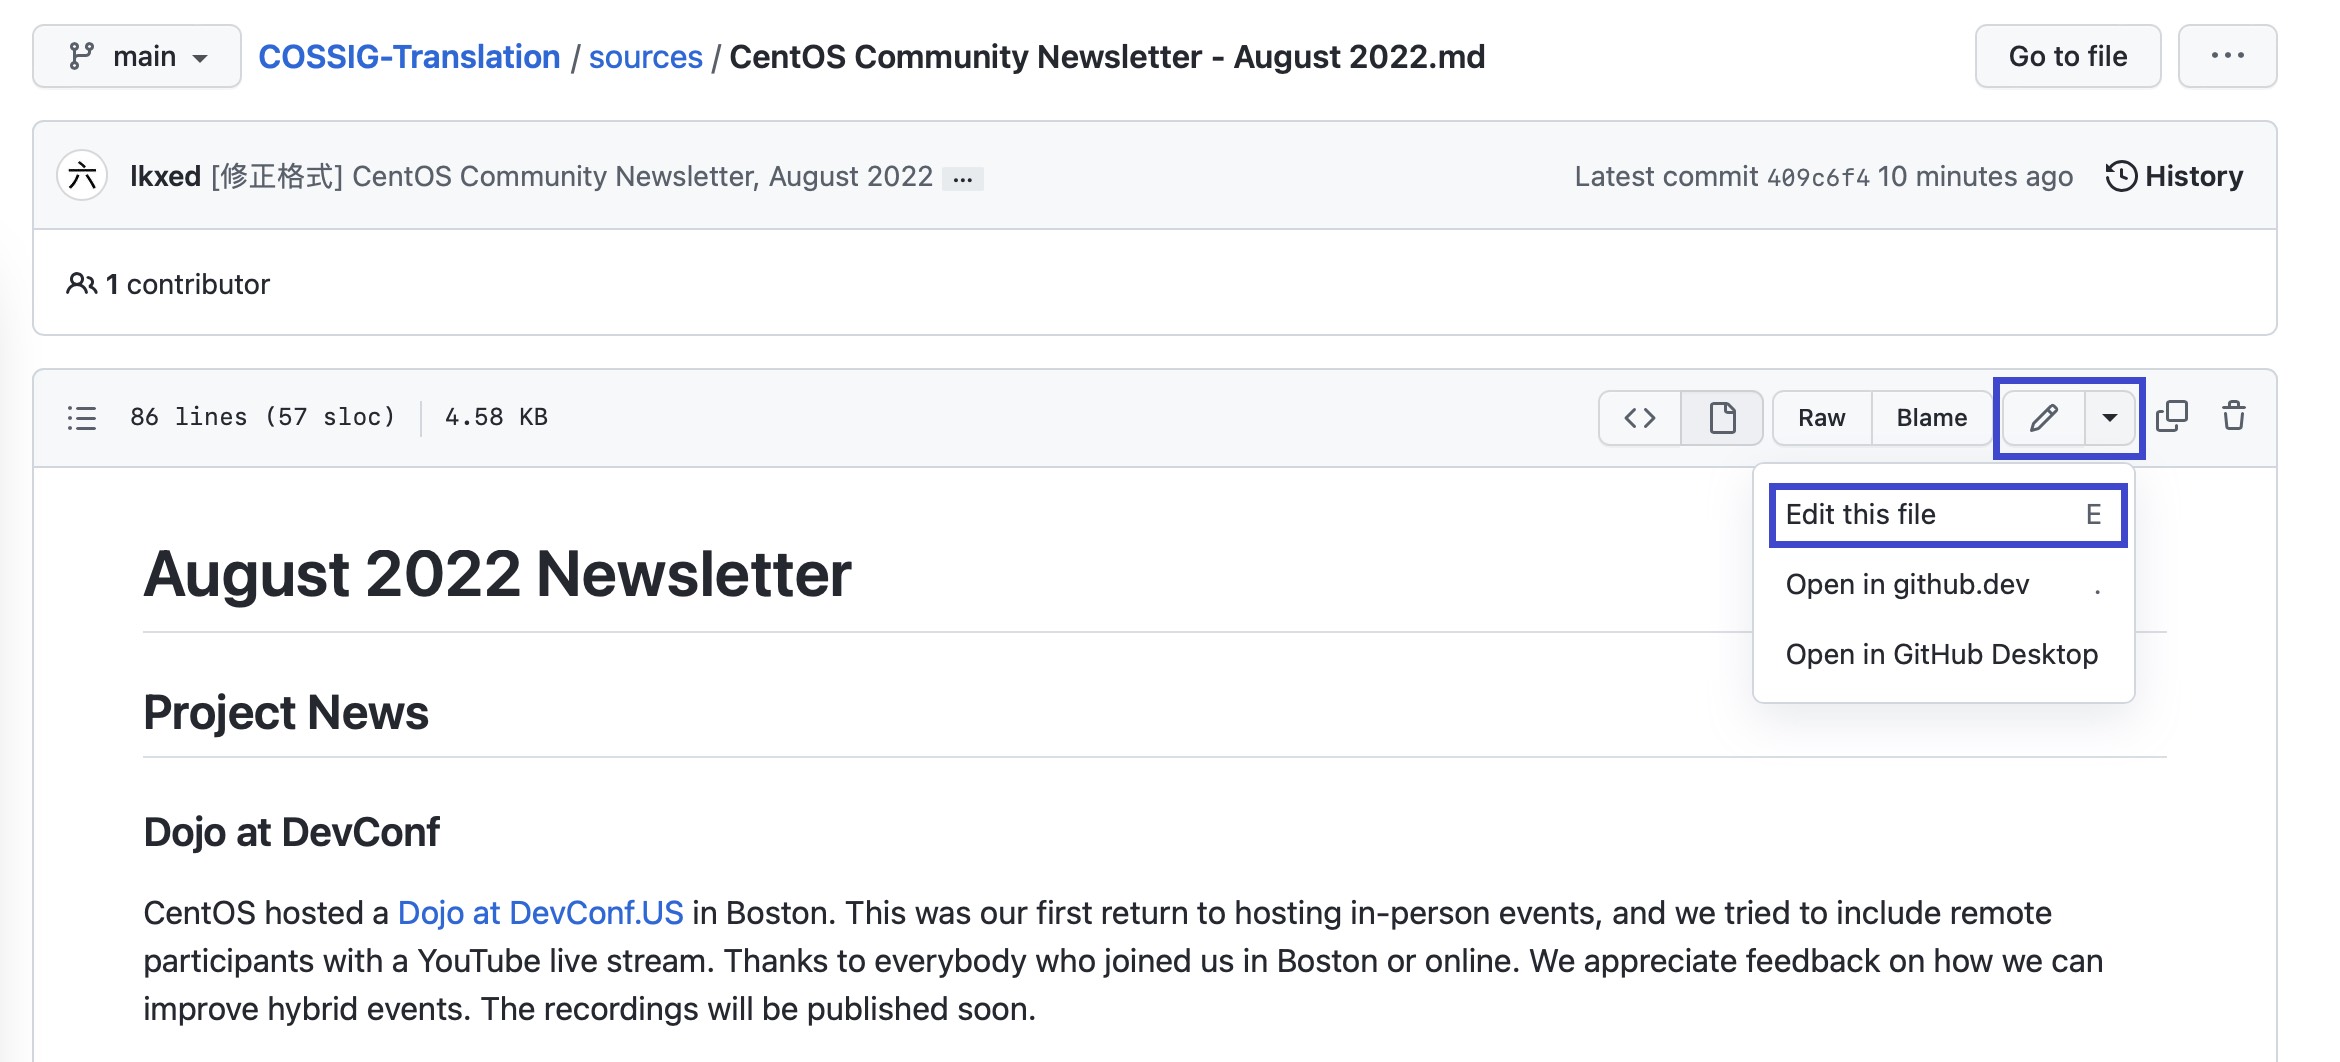 main COSSIG-Translation / sources / CentOS Community Newsletter - August 2022.md Go to file ...
六 lkxed [修正格式] CentOS Community Newsletter, August 2022 ... Latest commit 409c6f4 10 minutes ago History
1 contributor
86 lines (57 sloc) 4.58 KB <> Raw Blame
Edit this file E
Open in github.dev .
Open in GitHub Desktop
August 2022 Newsletter
Project News
Dojo at DevConf
CentOS hosted a Dojo at DevConf.US in Boston. This was our first return to hosting in-person events, and we tried to include remote
participants with a YouTube live stream. Thanks to everybody who joined us in Boston or online. We appreciate feedback on how we can
improve hybrid events. The recordings will be published soon.